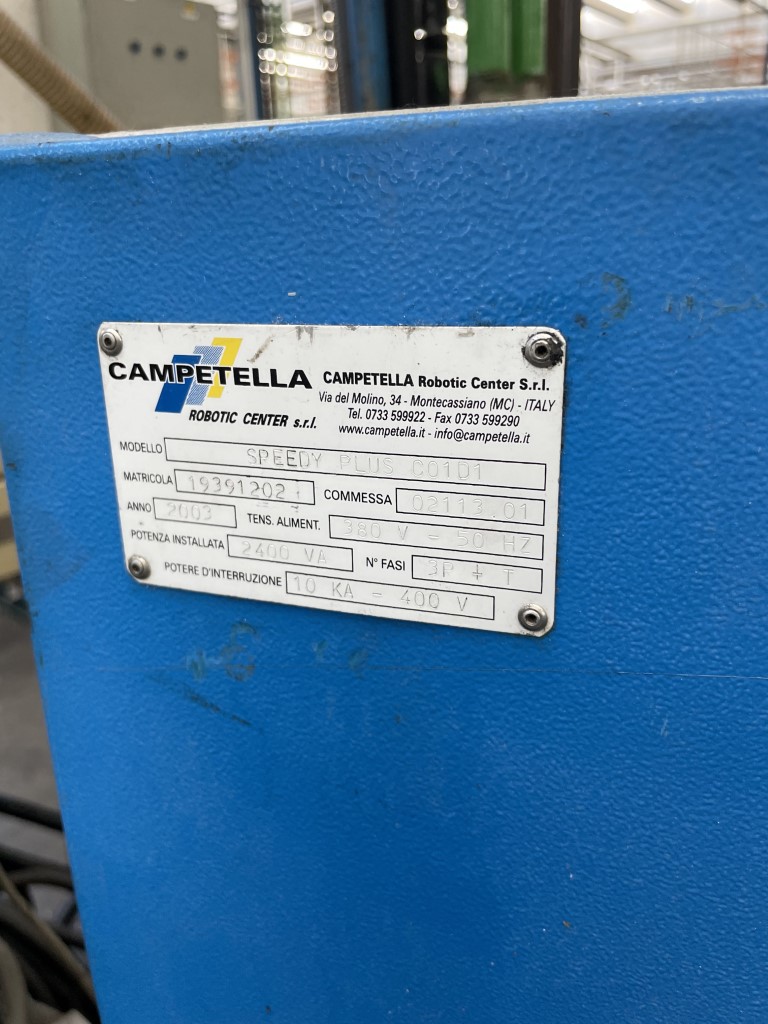 CAMPETELLA
ROBOTIC CENTER s.r.l.
CAMPETELLA Robotic Center S.r.l.
Via del Molino, 34 - Montecassiano (MC) - ITALY
Tel. 0733 599922 - Fax 0733 599290
www.campetella.it - info@campetella.it
MODELLO SPEEDY PLUS C01D1
MATRICOLA COMMESSA 02113.01
ANNO 2003 TENS. ALIMENT. 380 V - 50 HZ
POTENZA INSTALLATA 2400 VA N° FASI 3P + T
POTERE D'INTERRUZIONE 10 KA - 400 V